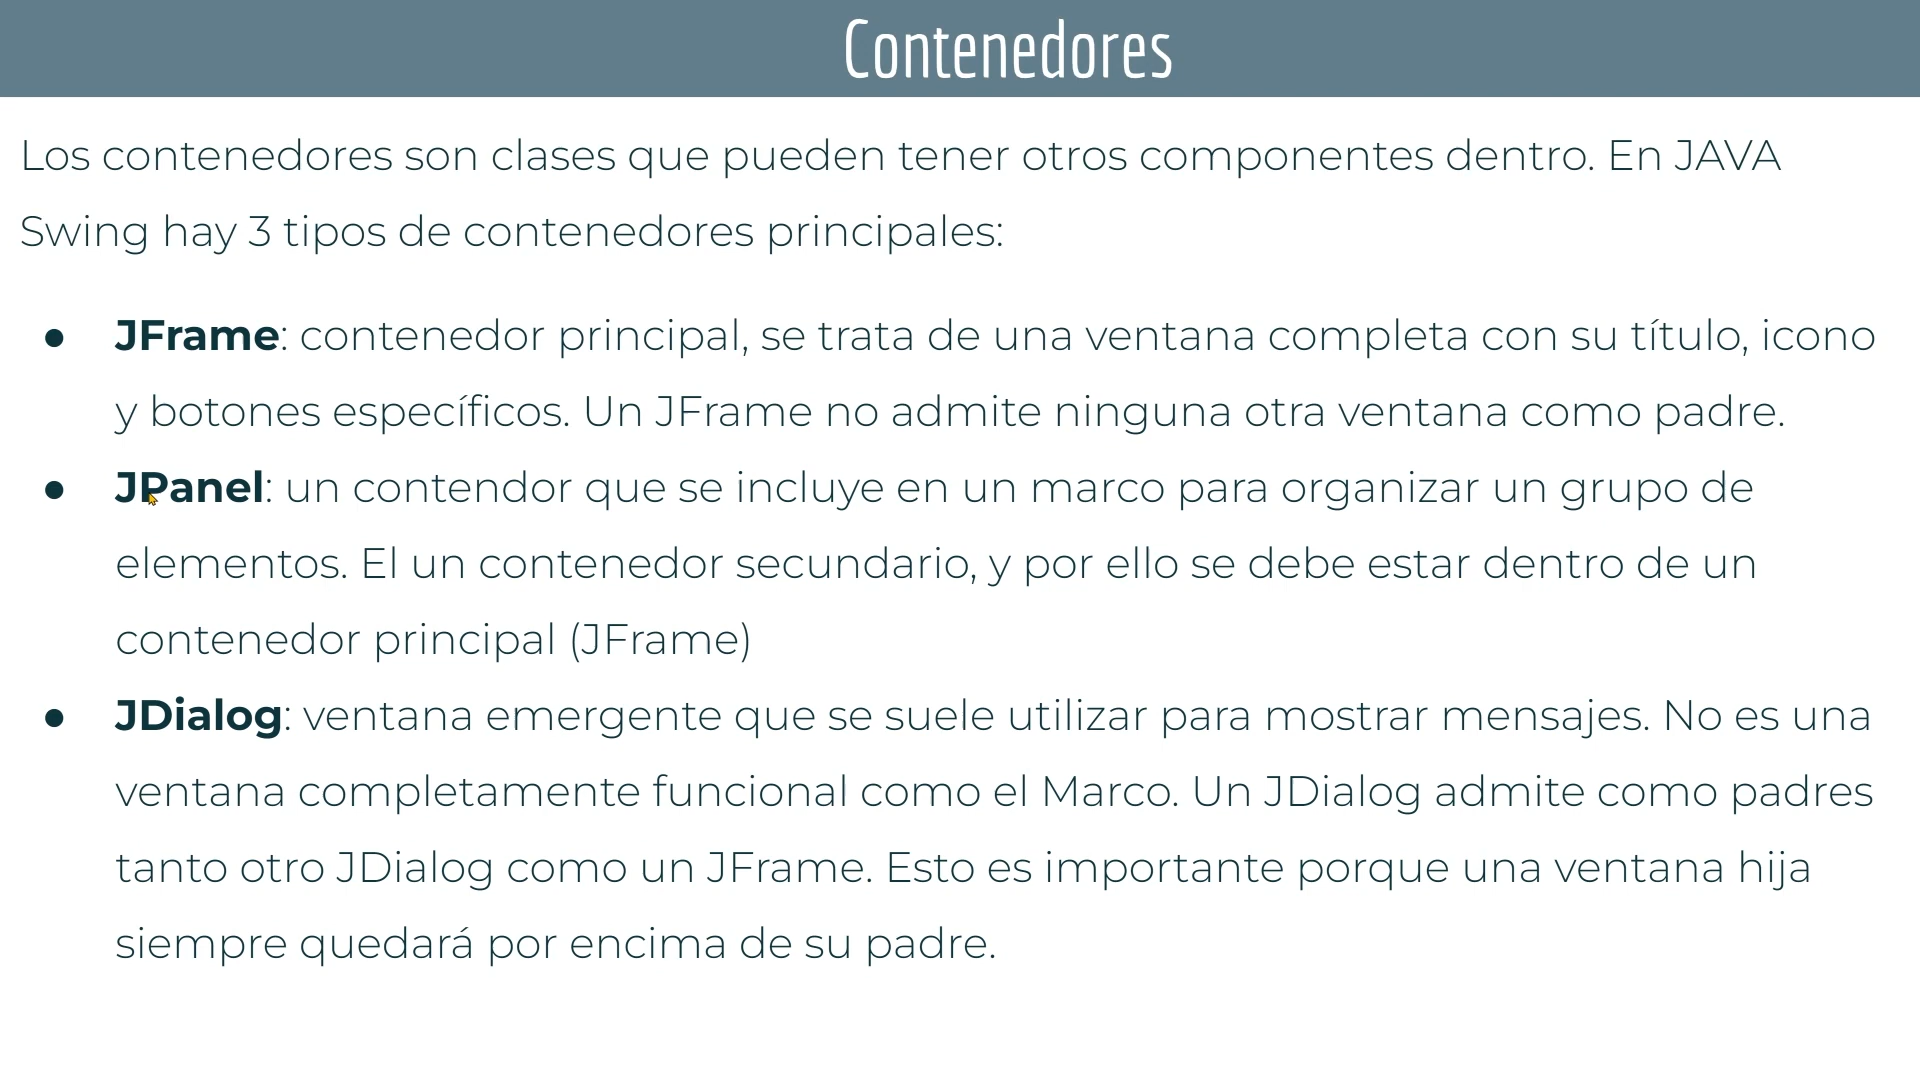 Contenedores
Los contenedores son clases que pueden tener otros componentes dentro. En JAVA
Swing hay 3 tipos de contenedores principales:
● JFrame: contenedor principal, se trata de una ventana completa con su título, icono
y botones específicos. Un JFrame no admite ninguna otra ventana como padre.
● JPanel: un contendor que se incluye en un marco para organizar un grupo de
elementos. El un contenedor secundario, y por ello se debe estar dentro de un
contenedor principal (JFrame)
● JDialog: ventana emergente que se suele utilizar para mostrar mensajes. No es una
ventana completamente funcional como el Marco. Un JDialog admite como padres
tanto otro JDialog como un JFrame. Esto es importante porque una ventana hija
siempre quedará por encima de su padre.